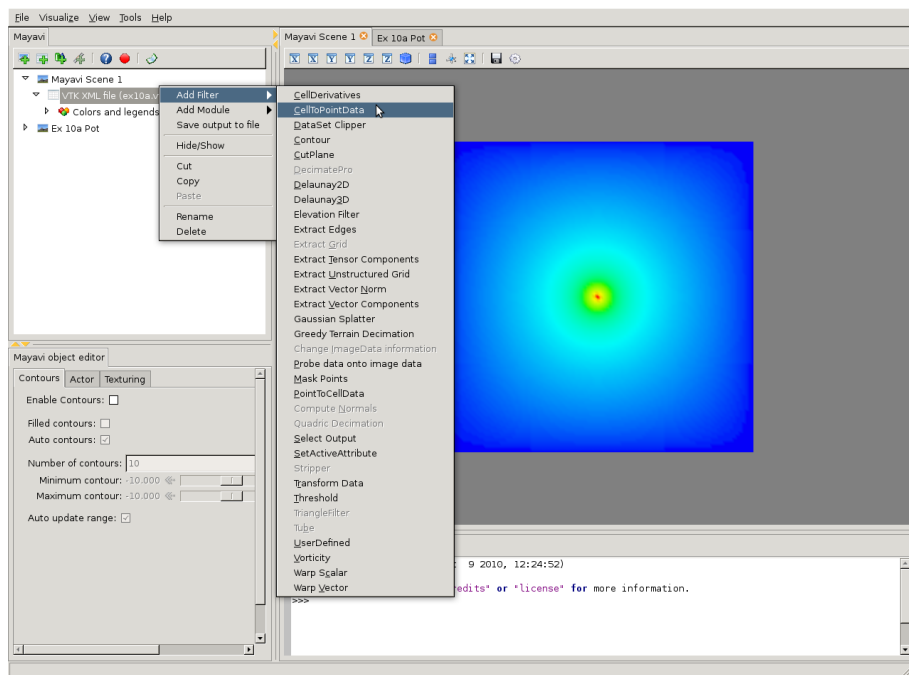 File Visualize View Tools Help
Mayavi
Mayavi Scene 1
Ex 10a Pot
X X Y Y Z Z
Mayavi Scene 1
VTK XML file (ex10a.v
Colors and legends
Ex 10a Pot
Add Filter
Add Module
Save output to file
Hide/Show
Cut
Copy
Paste
Rename
Delete
CellDerivatives
CellToPointData
DataSet Clipper
Contour
CutPlane
DecimatePro
Delaunay2D
Delaunay3D
Elevation Filter
Extract Edges
Extract Grid
Extract Tensor Components
Extract Unstructured Grid
Extract Vector Norm
Extract Vector Components
Gaussian Splatter
Greedy Terrain Decimation
Change ImageData information
Probe data onto image data
Mask Points
PointToCellData
Compute Normals
Quadric Decimation
Select Output
SetActiveAttribute
Stripper
Transform Data
Threshold
TriangleFilter
Tube
UserDefined
Vorticity
Warp Scalar
Warp Vector
Mayavi object editor
Contours Actor Texturing
Enable Contours:
Filled contours:
Auto contours:
Number of contours: 10
Minimum contour: -10.000
Maximum contour: -10.000
Auto update range:
9 2010, 12:24:52)
redits" or "license" for more information.
>>>